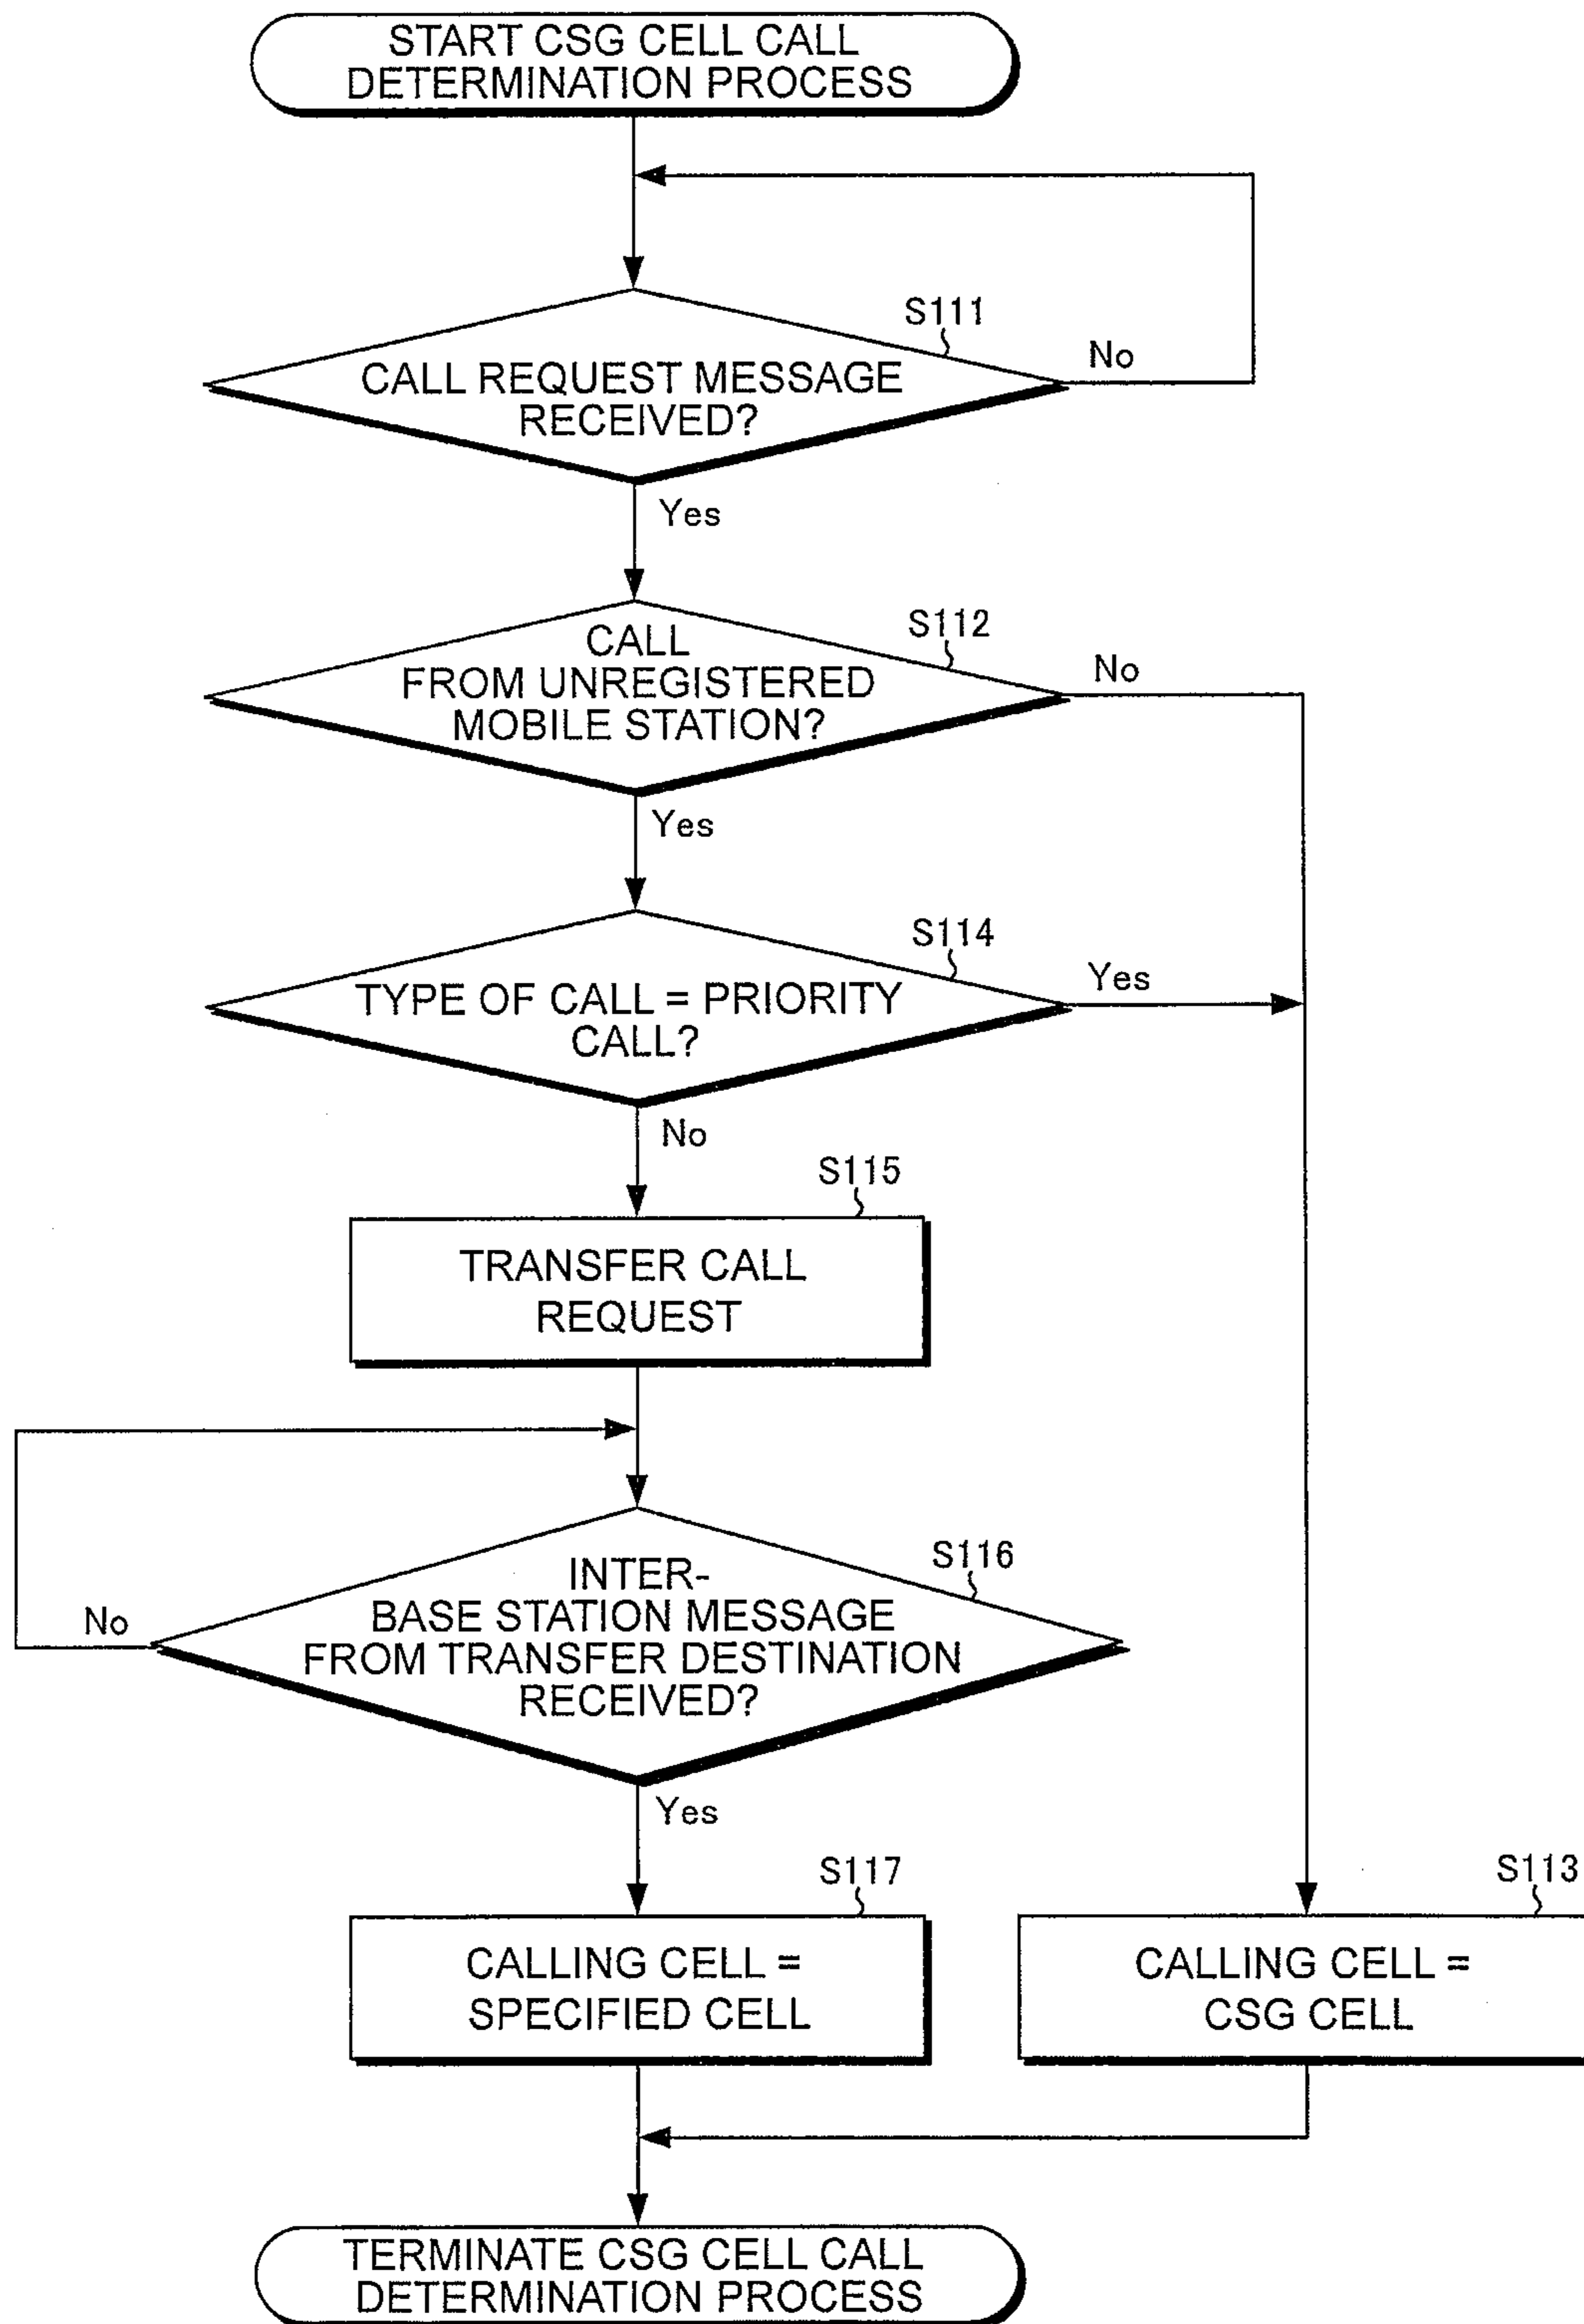 START CSG CELL CALL
DETERMINATION PROCESS
S111
No
CALL REQUEST MESSAGE
RECEIVED?
Yes
S112
No
CALL
FROM UNREGISTERED
MOBILE STATION?
Yes
S114
Yes
TYPE OF CALL = PRIORITY
CALL?
No
S115
TRANSFER CALL
REQUEST
S116
No
INTER-
BASE STATION MESSAGE
FROM TRANSFER DESTINATION
RECEIVED?
Yes
S117
CALLING CELL =
SPECIFIED CELL
S113
CALLING CELL =
CSG CELL
TERMINATE CSG CELL CALL
DETERMINATION PROCESS